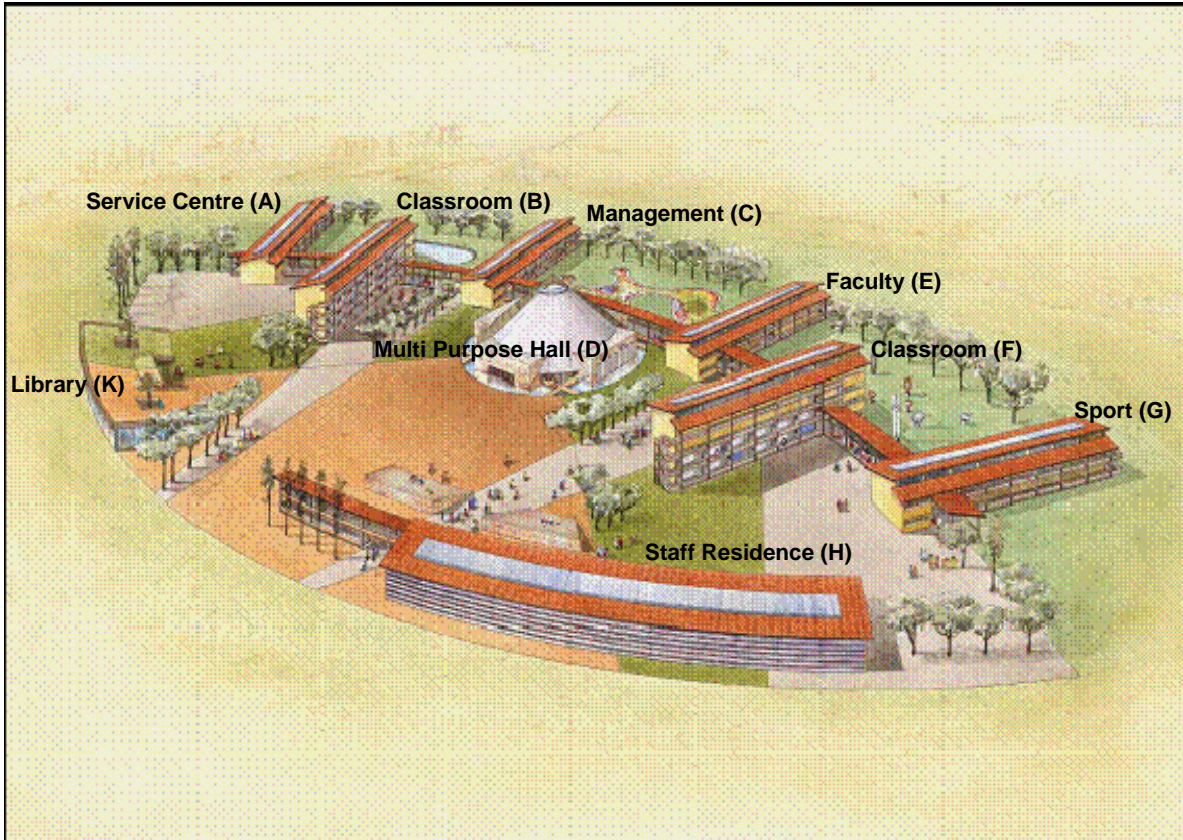 Service Centre (A)
Classroom (B)
Management (C)
Faculty (E)
Multi Purpose Hall (D)
Classroom (F)
Library (K)
Sport (G)
Staff Residence (H)